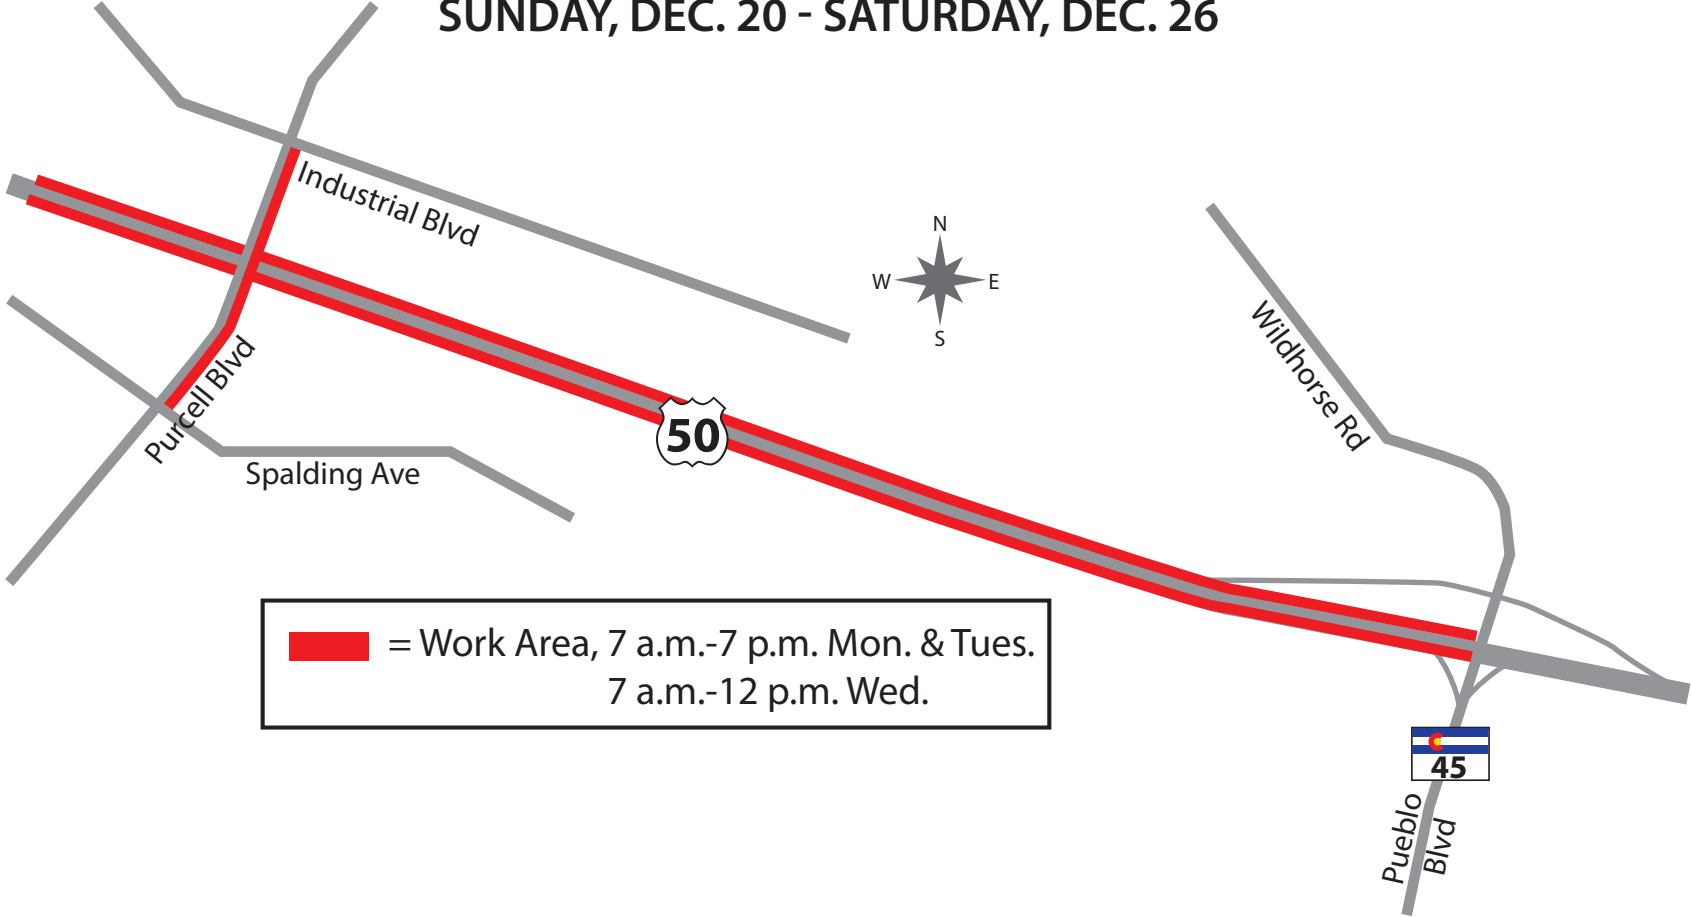 SUNDAY, DEC. 20 - SATURDAY, DEC. 26
Industrial Blvd
N
W
E
S
Wildhorse Rd
Purcell Blvd
50
Spalding Ave
= Work Area, 7 a.m.-7 p.m. Mon. & Tues.
7 a.m.-12 p.m. Wed.
45
Pueblo
Blvd